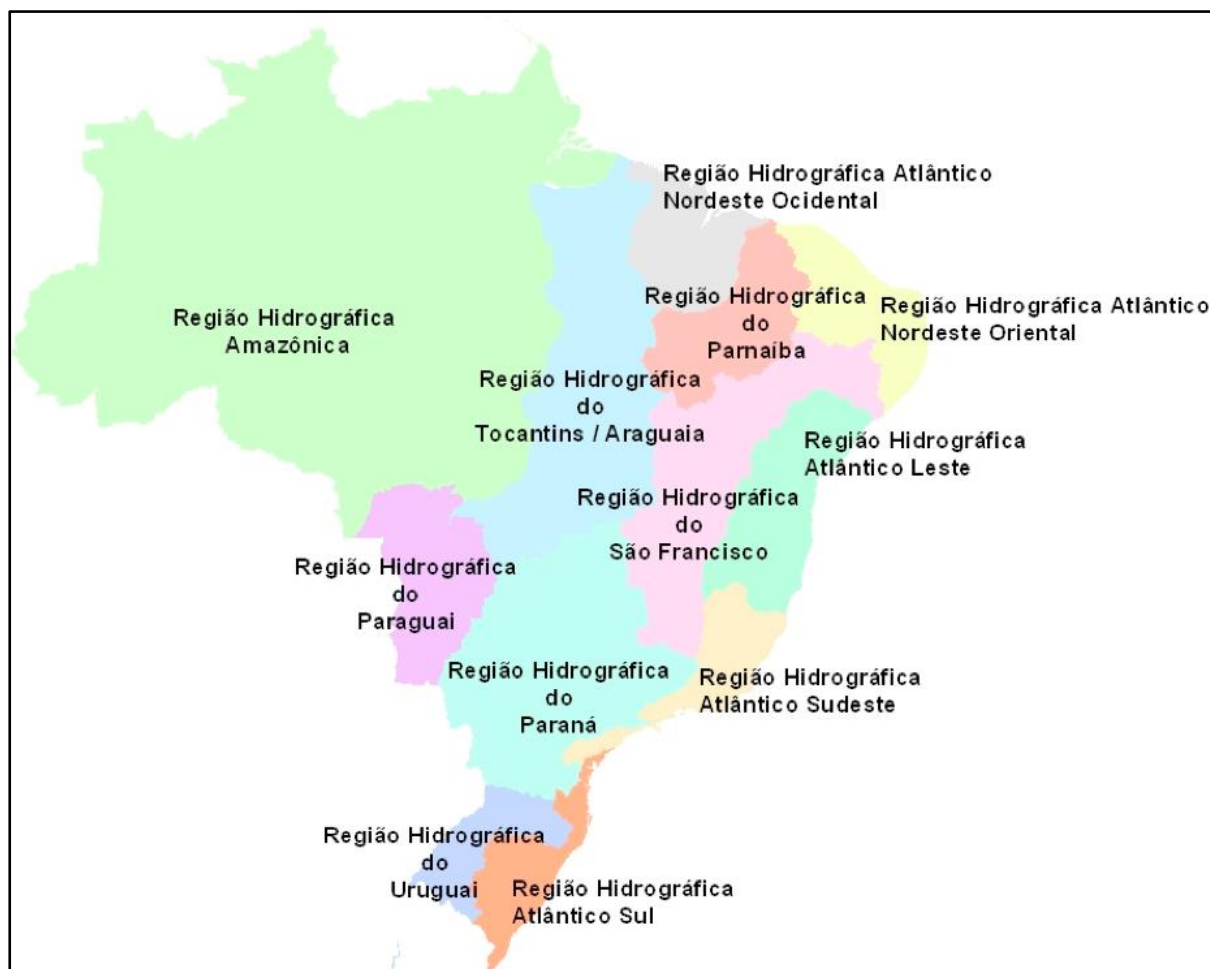 Região Hidrográfica Atlântico
Nordeste Ocidental
Região Hidrográfica
do
Parnaíba
Região Hidrográfica Atlântico
Nordeste Oriental
Região Hidrográfica
Amazônica
Região Hidrográfica
do
Tocantins / Araguaia
Região Hidrográfica
Atlântico Leste
Região Hidrográfica
do
São Francisco
Região Hidrográfica
do
Paraguai
Região Hidrográfica
do
Paraná
Região Hidrográfica
Atlântico Sudeste
Região Hidrográfica
do
Uruguai
Região Hidrográfica
Atlântico Sul